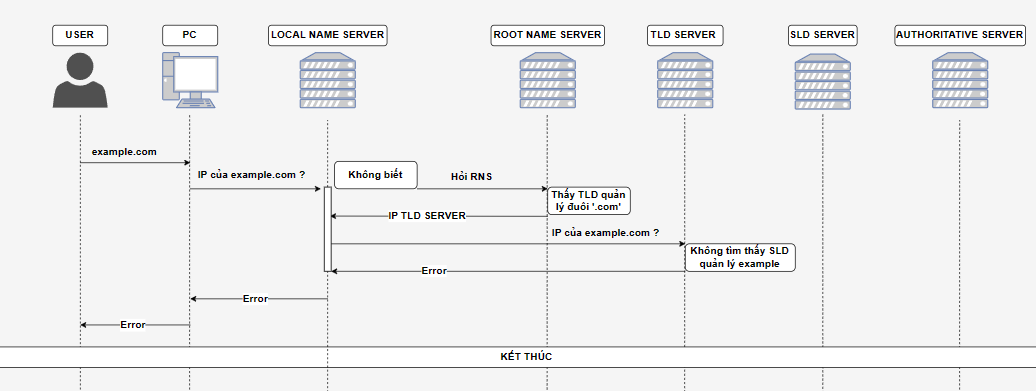 USER
PC
LOCAL NAME SERVER
ROOT NAME SERVER
TLD SERVER
SLD SERVER
AUTHORITATIVE SERVER
example.com
IP của example.com ?
Không biết
Hỏi RNS
Thấy TLD quản
lý đuôi '.com'
IP TLD SERVER
IP của example.com ?
Không tìm thấy SLD
quản lý example
Error
Error
Error
KẾT THÚC